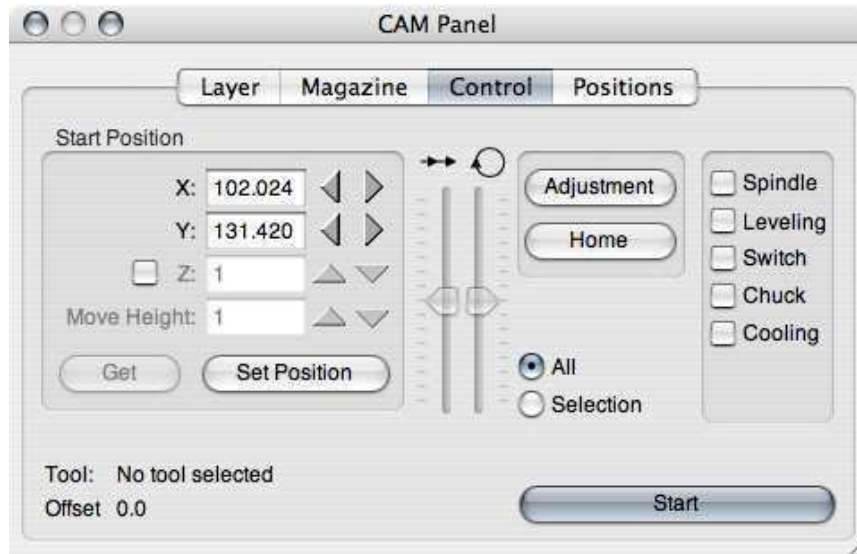 CAM Panel
Layer Magazine Control Positions
Start Position
X: 102.024
Y: 131.420
Z: 1
Move Height: 1
Get Set Position
Adjustment
Home
All
Selection
Spindle
Leveling
Switch
Chuck
Cooling
Tool: No tool selected
Offset 0.0
Start